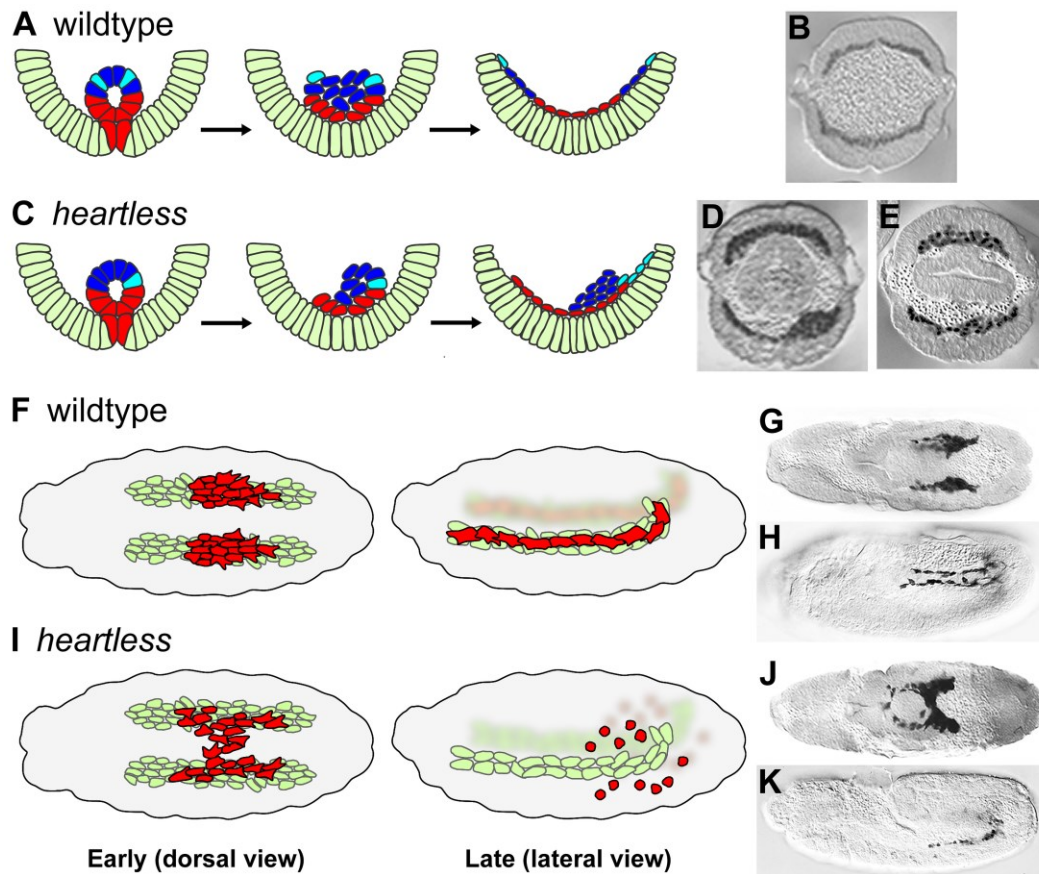 A wildtype
B
C heartless
D
E
F wildtype
G
H
I heartless
J
K
Early (dorsal view)
Late (lateral view)